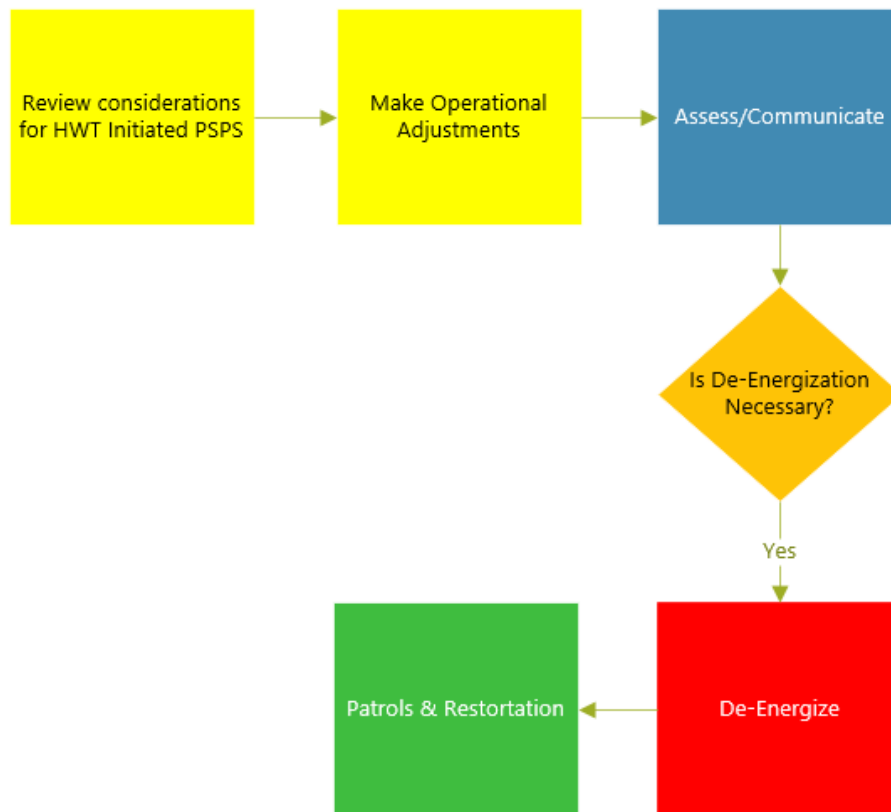 Review considerations
for HWT Initiated PSPS
Make Operational
Adjustments
Assess/Communicate
Is De-Energization
Necessary?
Yes
De-Energize
Patrols & Restortation